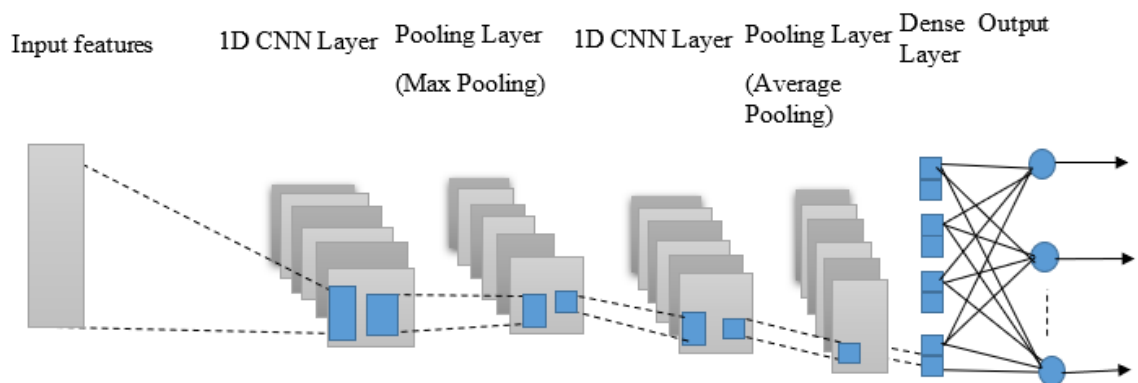 Input features
1D CNN Layer
Pooling Layer
(Max Pooling)
1D CNN Layer
Pooling Layer
(Average
Pooling)
Dense
Layer
Output